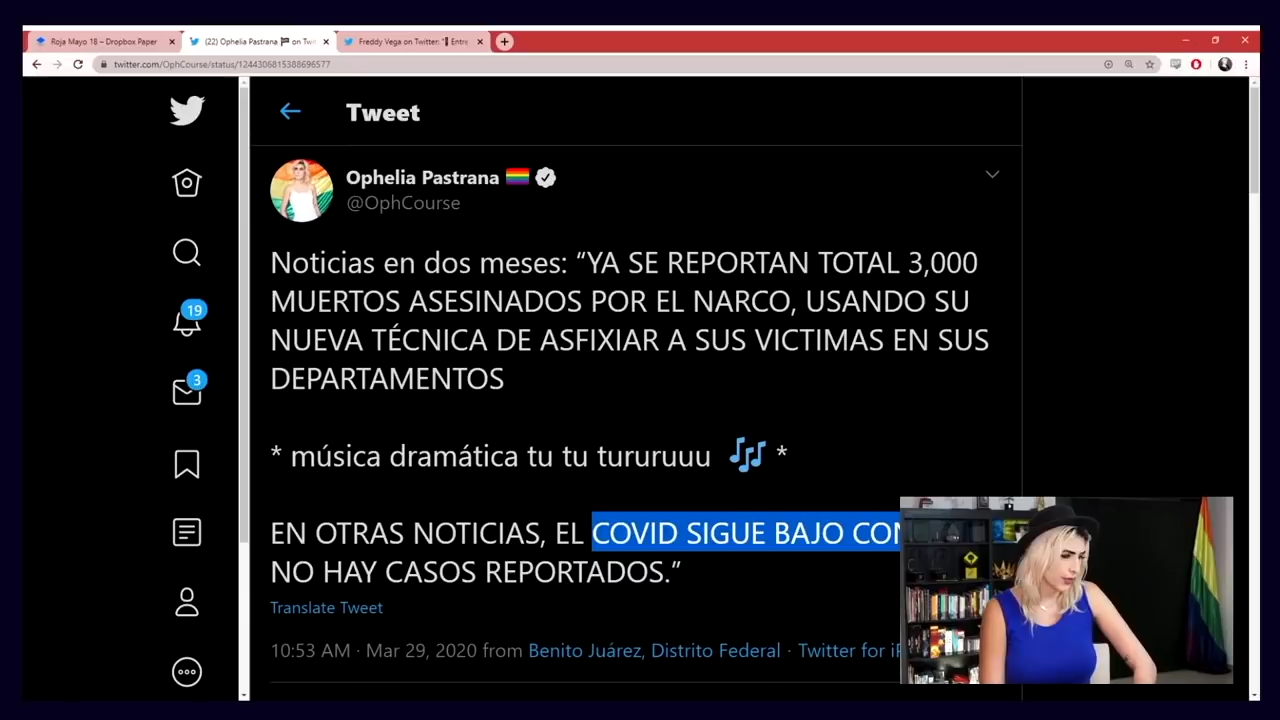 Roja Mayo 18 – Dropbox Paper
(22) Ophelia Pastrana 🏴 on Twi
Freddy Vega on Twitter: "
twitter.com/OphCourse/status/1244306815388696577
Tweet
Ophelia Pastrana 🏳️‍🌈
@OphCourse
Noticias en dos meses: “YA SE REPORTAN TOTAL 3,000
MUERTOS ASESINADOS POR EL NARCO, USANDO SU
NUEVA TÉCNICA DE ASFIXIAR A SUS VICTIMAS EN SUS
DEPARTAMENTOS
19
3
* música dramática tu tu tururuuu 🎶 *
EN OTRAS NOTICIAS, EL COVID SIGUE BAJO CON
NO HAY CASOS REPORTADOS.”
Translate Tweet
10:53 AM · Mar 29, 2020 from Benito Juárez, Distrito Federal · Twitter for iP